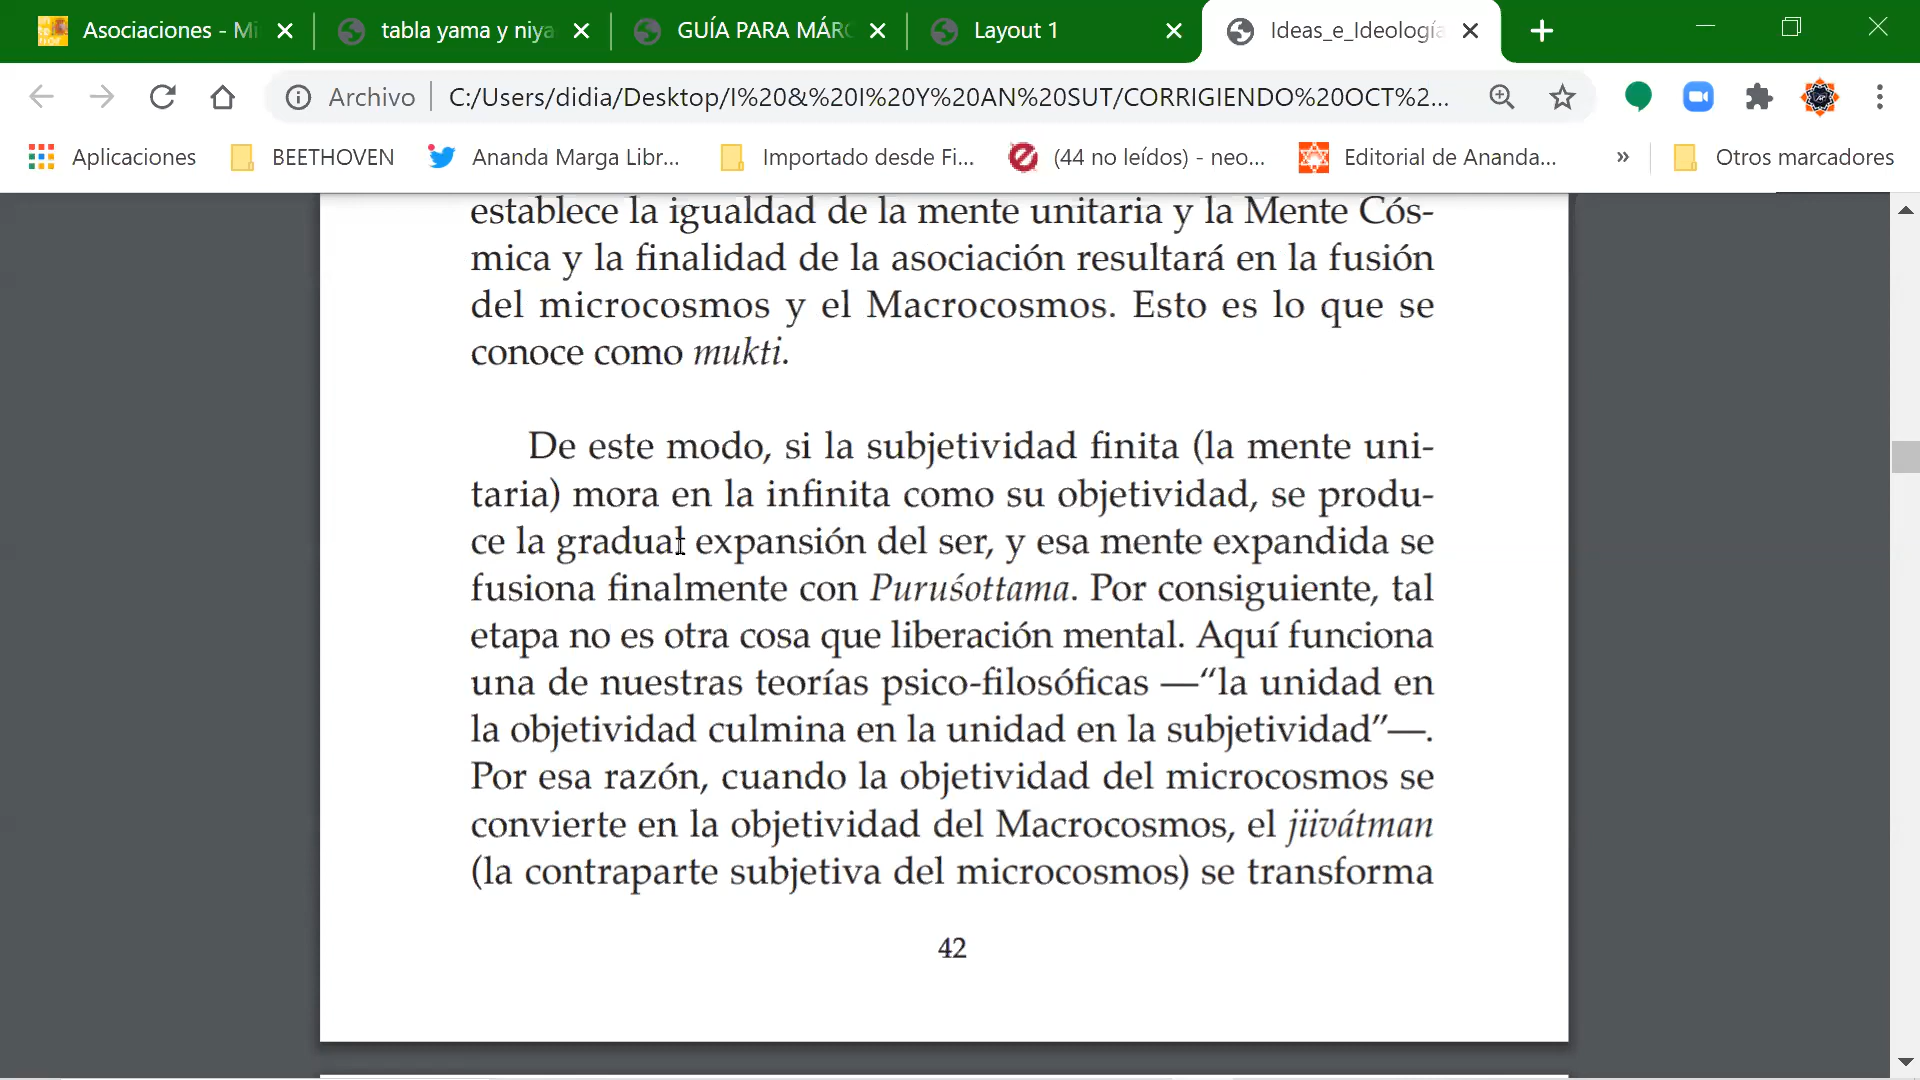 Asociaciones - Mi
tabla yama y niya
GUÍA PARA MÁRC
Layout 1
Ideas_e_Ideología
Archivo
C:/Users/didia/Desktop/I%20&%20I%20Y%20AN%20SUT/CORRIGIENDO%20OCT%2...
Aplicaciones
BEETHOVEN
Ananda Marga Libr...
Importado desde Fi...
(44 no leídos) - neo...
Editorial de Ananda...
»
Otros marcadores
establece la igualdad de la mente unitaria y la Mente Cós-
mica y la finalidad de la asociación resultará en la fusión
del microcosmos y el Macrocosmos. Esto es lo que se
conoce como mukti.
De este modo, si la subjetividad finita (la mente uni-
taria) mora en la infinita como su objetividad, se produ-
ce la gradual expansión del ser, y esa mente expandida se
fusiona finalmente con Puruśottama. Por consiguiente, tal
etapa no es otra cosa que liberación mental. Aquí funciona
una de nuestras teorías psico-filosóficas —“la unidad en
la objetividad culmina en la unidad en la subjetividad”—.
Por esa razón, cuando la objetividad del microcosmos se
convierte en la objetividad del Macrocosmos, el jiivátman
(la contraparte subjetiva del microcosmos) se transforma
42